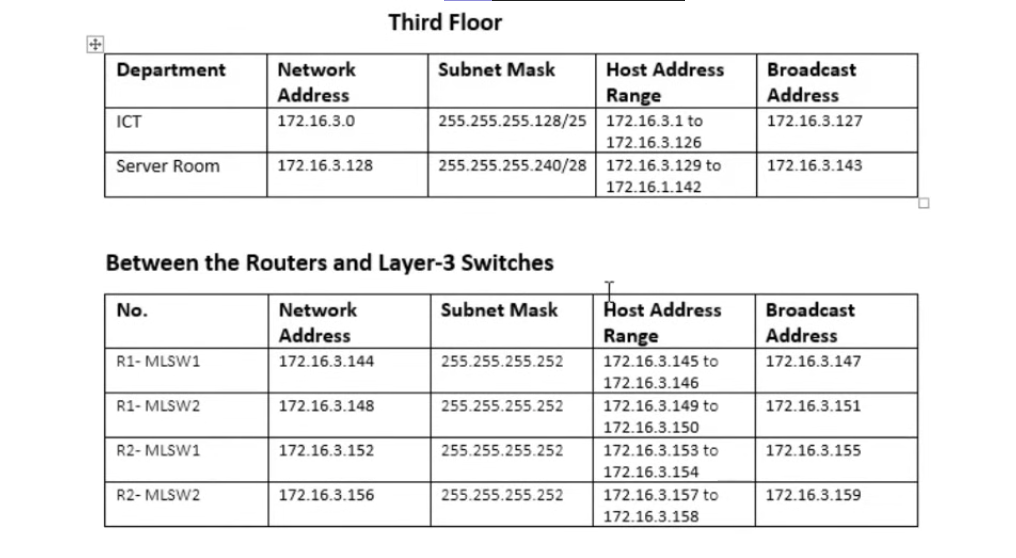 Third Floor
Department Network Address Subnet Mask Host Address Range Broadcast Address
ICT 172.16.3.0 255.255.255.128/25 172.16.3.1 to 172.16.3.126 172.16.3.127
Server Room 172.16.3.128 255.255.255.240/28 172.16.3.129 to 172.16.1.142 172.16.3.143
Between the Routers and Layer-3 Switches
No. Network Address Subnet Mask Host Address Range Broadcast Address
R1- MLSW1 172.16.3.144 255.255.255.252 172.16.3.145 to 172.16.3.146 172.16.3.147
R1- MLSW2 172.16.3.148 255.255.255.252 172.16.3.149 to 172.16.3.150 172.16.3.151
R2- MLSW1 172.16.3.152 255.255.255.252 172.16.3.153 to 172.16.3.154 172.16.3.155
R2- MLSW2 172.16.3.156 255.255.255.252 172.16.3.157 to 172.16.3.158 172.16.3.159